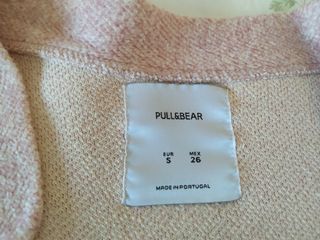 PULL&BEAR
EUR MEX
S 26
MADE IN PORTUGAL